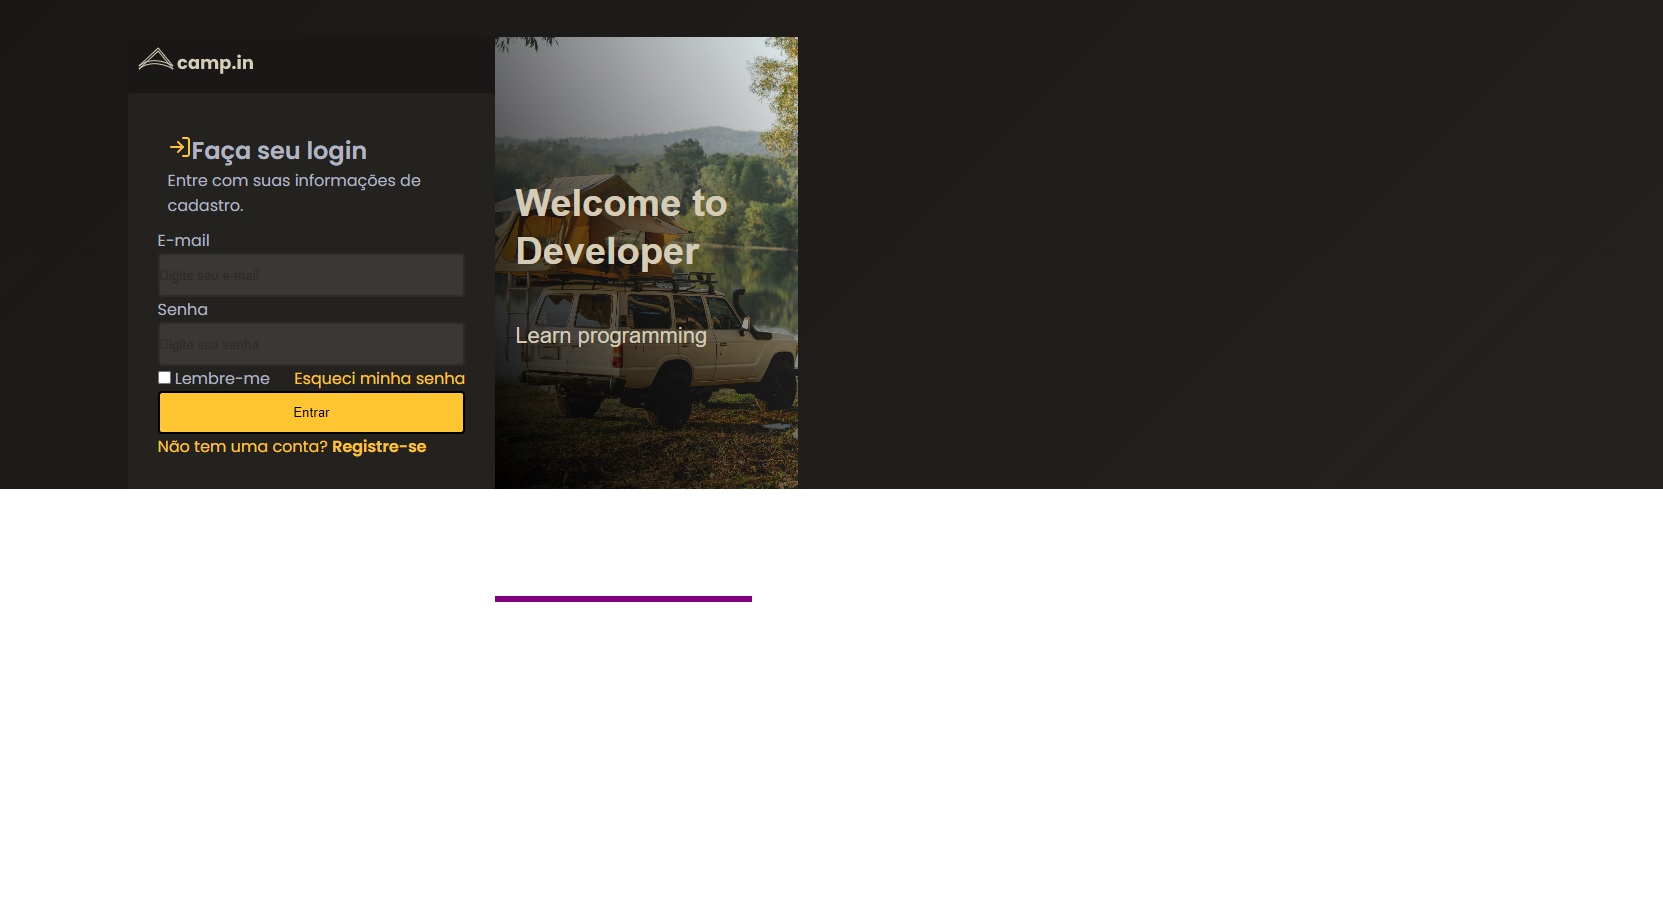 camp.in
Faça seu login
Entre com suas informações de
cadastro.
E-mail
Digite seu e-mail
Senha
Digite sua senha
Lembre-me Esqueci minha senha
Entrar
Não tem uma conta? Registre-se
Welcome to
Developer
Learn programming